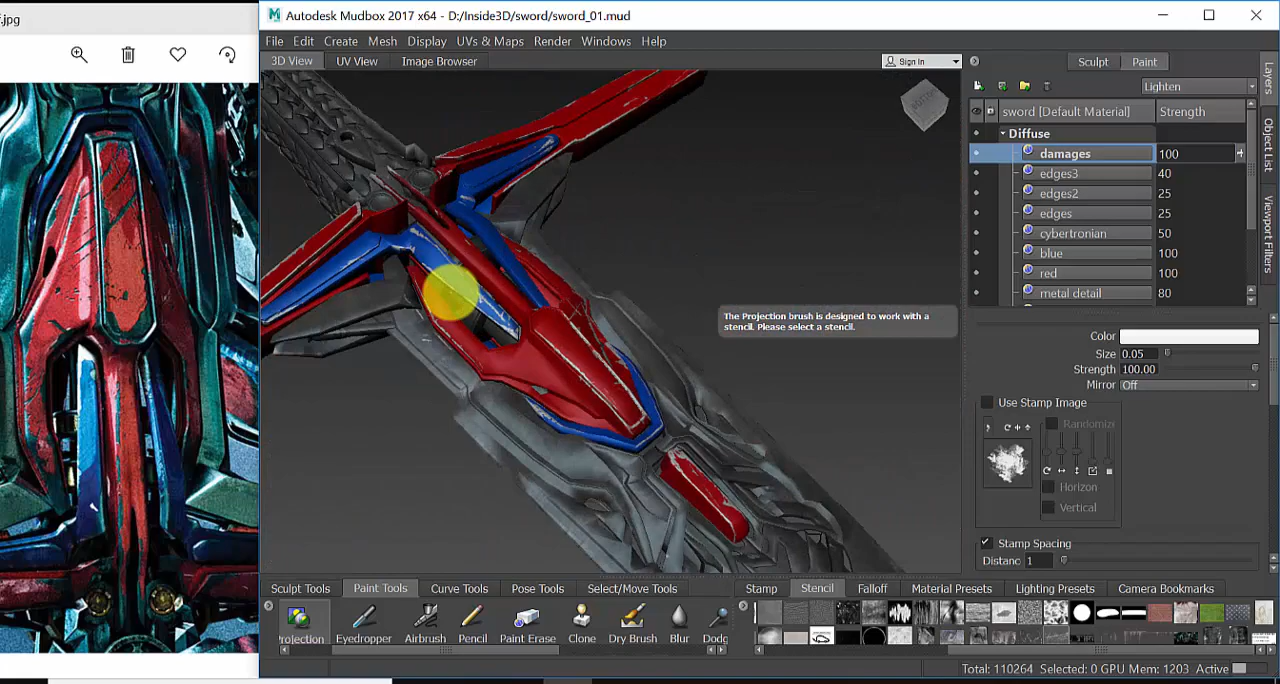 .jpg
Autodesk Mudbox 2017 x64 - D:/Inside3D/sword/sword_01.mud
File Edit Create Mesh Display UVs & Maps Render Windows Help
3D View UV View Image Browser
Sign In
Sculpt Paint
Lighten
sword [Default Material] Strength
Diffuse
damages 100
edges3 40
edges2 25
edges 25
cybertronian 50
blue 100
red 100
metal detail 80
Layers
Object List
Viewport Filters
The Projection brush is designed to work with a
stencil. Please select a stencil.
Color
Size 0.05
Strength 100.00
Mirror Off
Use Stamp Image
Randomize
Horizon
Vertical
Stamp Spacing
Distanc 1
Sculpt Tools Paint Tools Curve Tools Pose Tools Select/Move Tools
Stamp Stencil Falloff Material Presets Lighting Presets Camera Bookmarks
Projection Eyedropper Airbrush Pencil Paint Erase Clone Dry Brush Blur Dodg
Total: 110264 Selected: 0 GPU Mem: 1203 Active